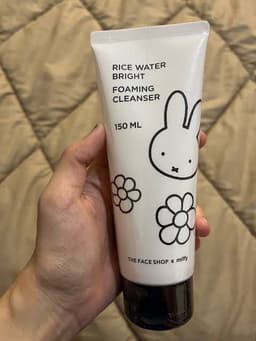 RICE WATER
BRIGHT
FOAMING
CLEANSER
150 ML
THE FACE SHOP x miffy